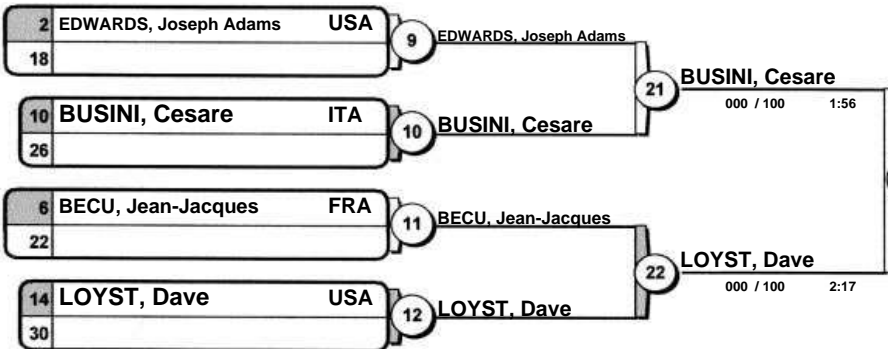 2 EDWARDS, Joseph Adams USA
18
9
EDWARDS, Joseph Adams
10 BUSINI, Cesare ITA
26
10
BUSINI, Cesare
21
BUSINI, Cesare
000 / 100 1:56
6 BECU, Jean-Jacques FRA
22
11
BECU, Jean-Jacques
14 LOYST, Dave USA
30
12
LOYST, Dave
22
LOYST, Dave
000 / 100 2:17